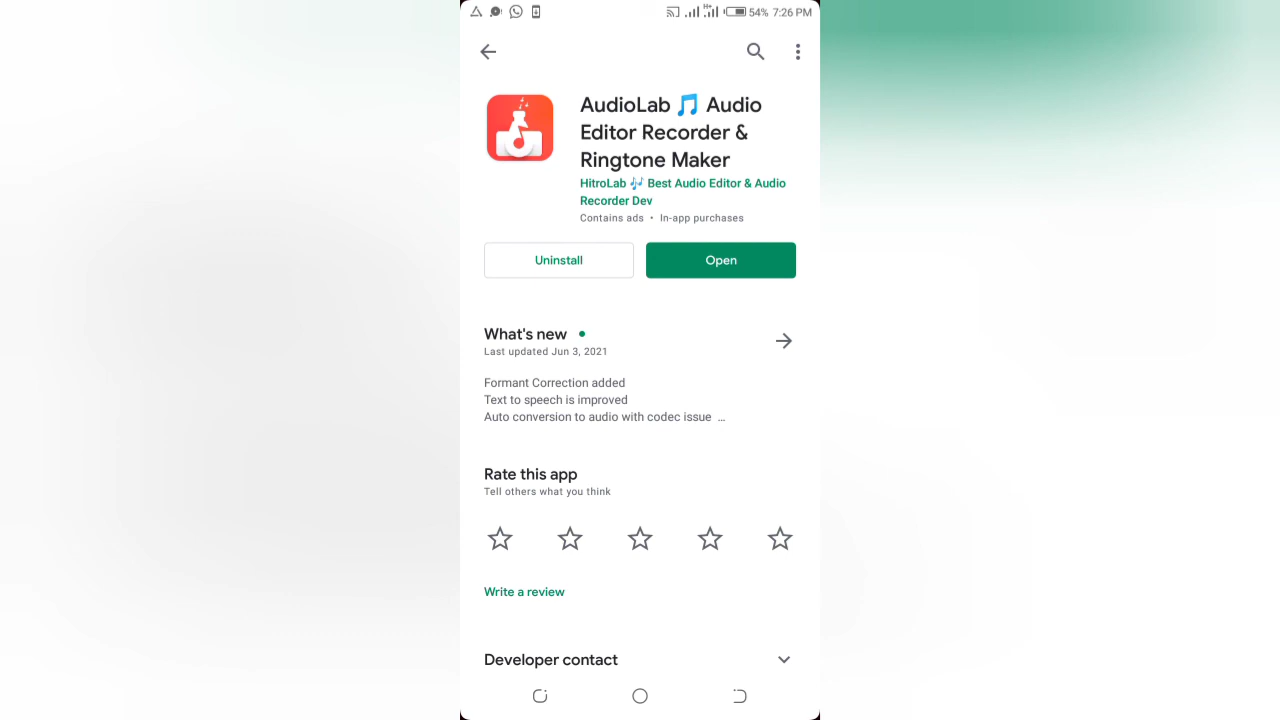 H+ 54% 7:26 PM
AudioLab 🎵 Audio
Editor Recorder &
Ringtone Maker
HitroLab 🎶 Best Audio Editor & Audio
Recorder Dev
Contains ads • In-app purchases
Uninstall
Open
What's new
Last updated Jun 3, 2021
Formant Correction added
Text to speech is improved
Auto conversion to audio with codec issue ...
Rate this app
Tell others what you think
Write a review
Developer contact